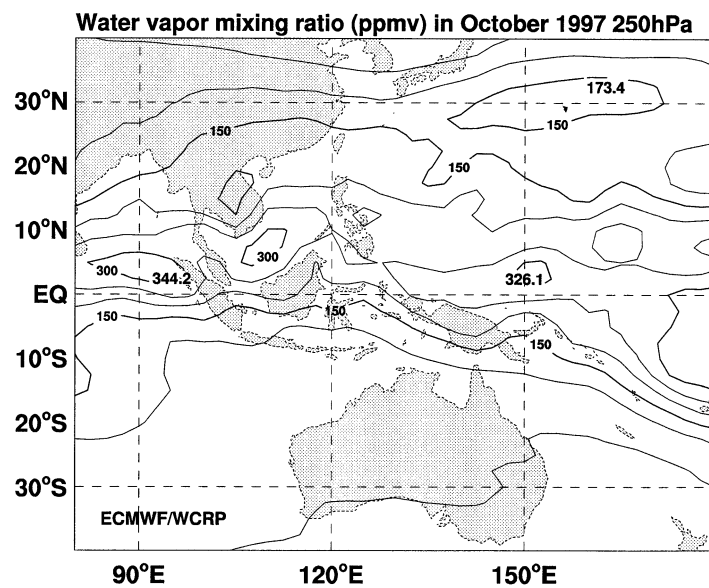 Water vapor mixing ratio (ppmv) in October 1997 250hPa
30°N
173.4
150
150
150
20°N
10°N
300
300
344.2
326.1
EQ
150
150
150
10°S
20°S
30°S
ECMWF/WCRP
90°E
120°E
150°E